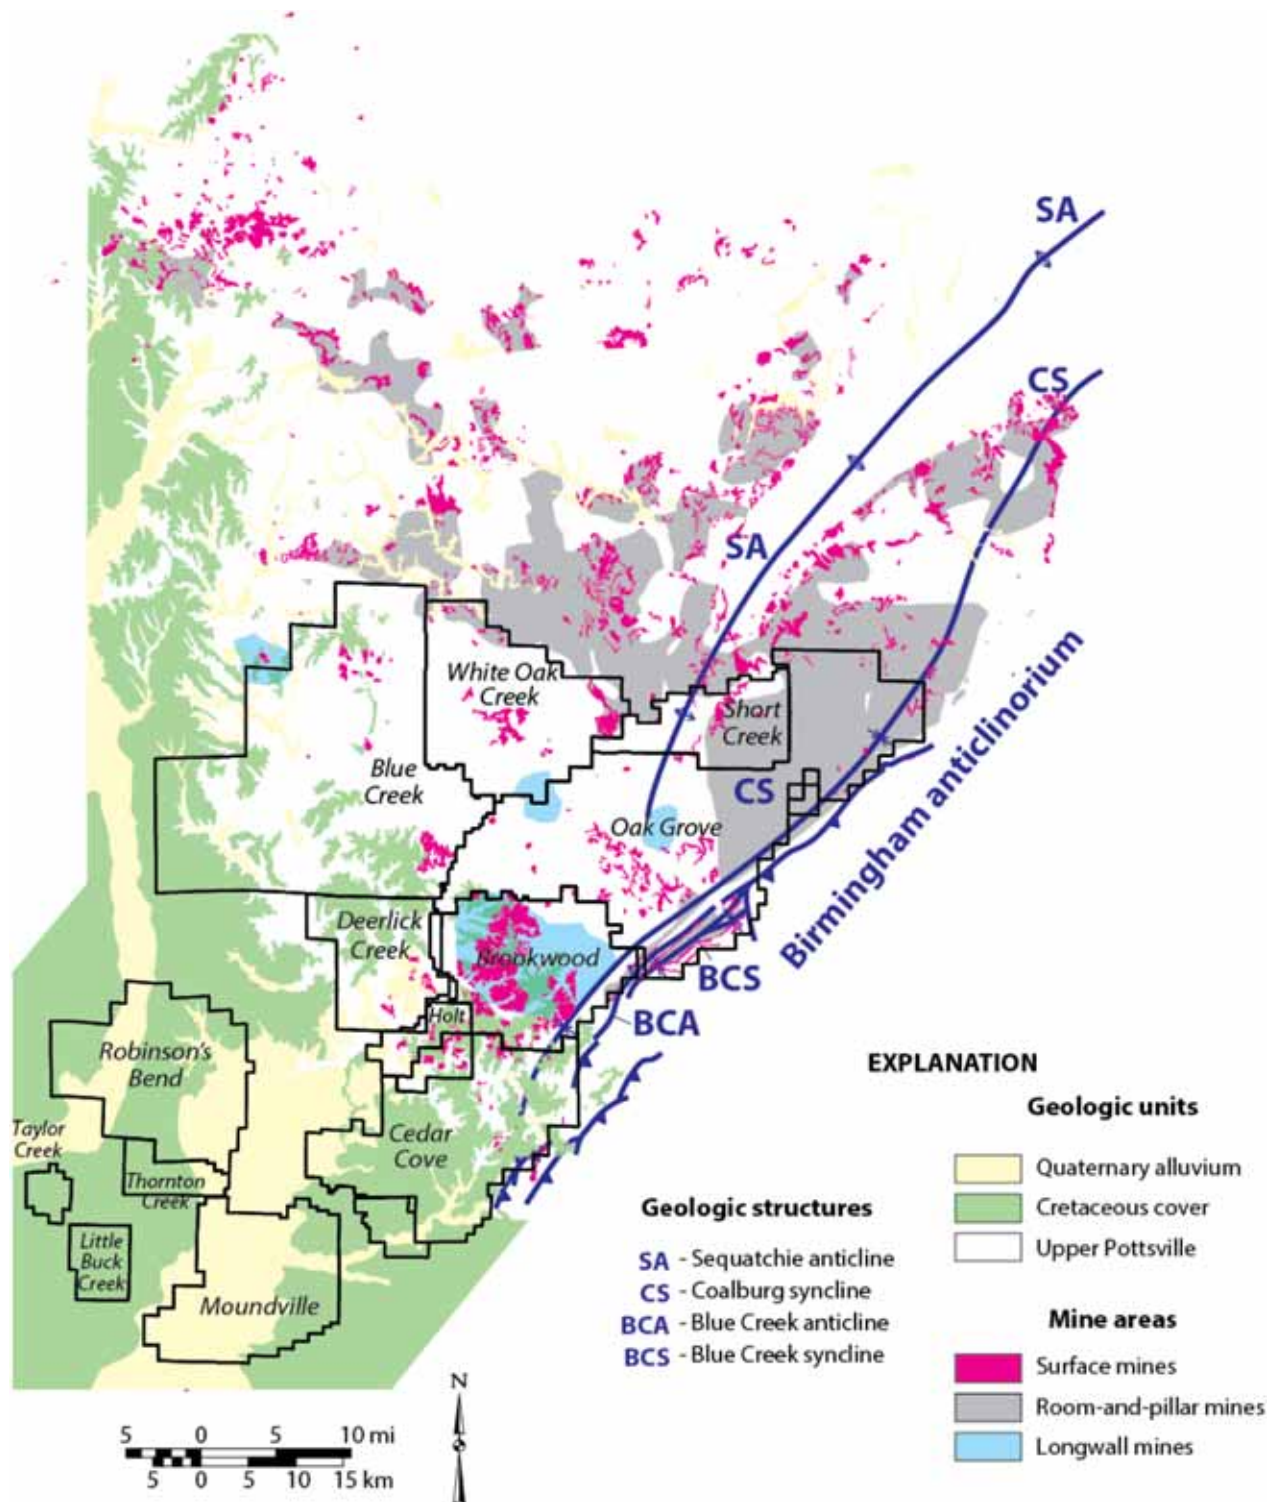 SA
CS
SA
White Oak
Creek
Short
Creek
Blue
Creek
CS
Oak Grove
Birmingham anticlinorium
Deerlick
Creek
Brookwood
BCS
Holt
BCA
Robinson's
Bend
Taylor
Creek
Cedar
Cove
Thornton
Creek
Little
Buck
Creek
Moundville
EXPLANATION
Geologic units
Quaternary alluvium
Cretaceous cover
Upper Pottsville
Mine areas
Surface mines
Room-and-pillar mines
Longwall mines
Geologic structures
SA - Sequatchie anticline
CS - Coalburg syncline
BCA - Blue Creek anticline
BCS - Blue Creek syncline
N
5 0 5 10 mi
5 0 5 10 15 km